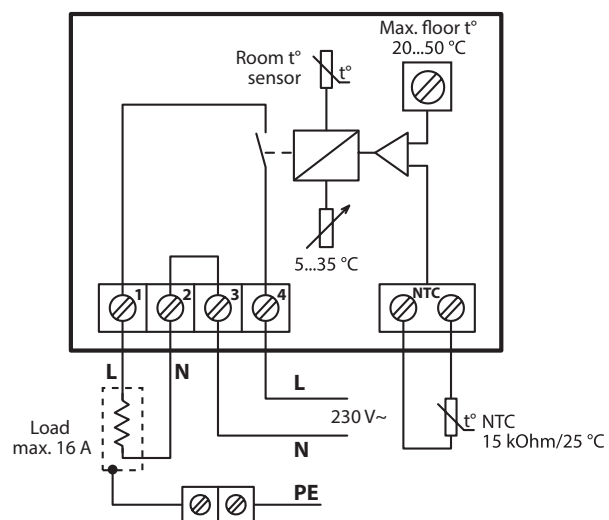 Max. floor t°
20...50 °C
Room t°
sensor
t°
5...35 °C
1
2
3
4
NTC
L
N
L
230 V~
N
Load
max. 16 A
t°
NTC
15 kOhm/25 °C
PE